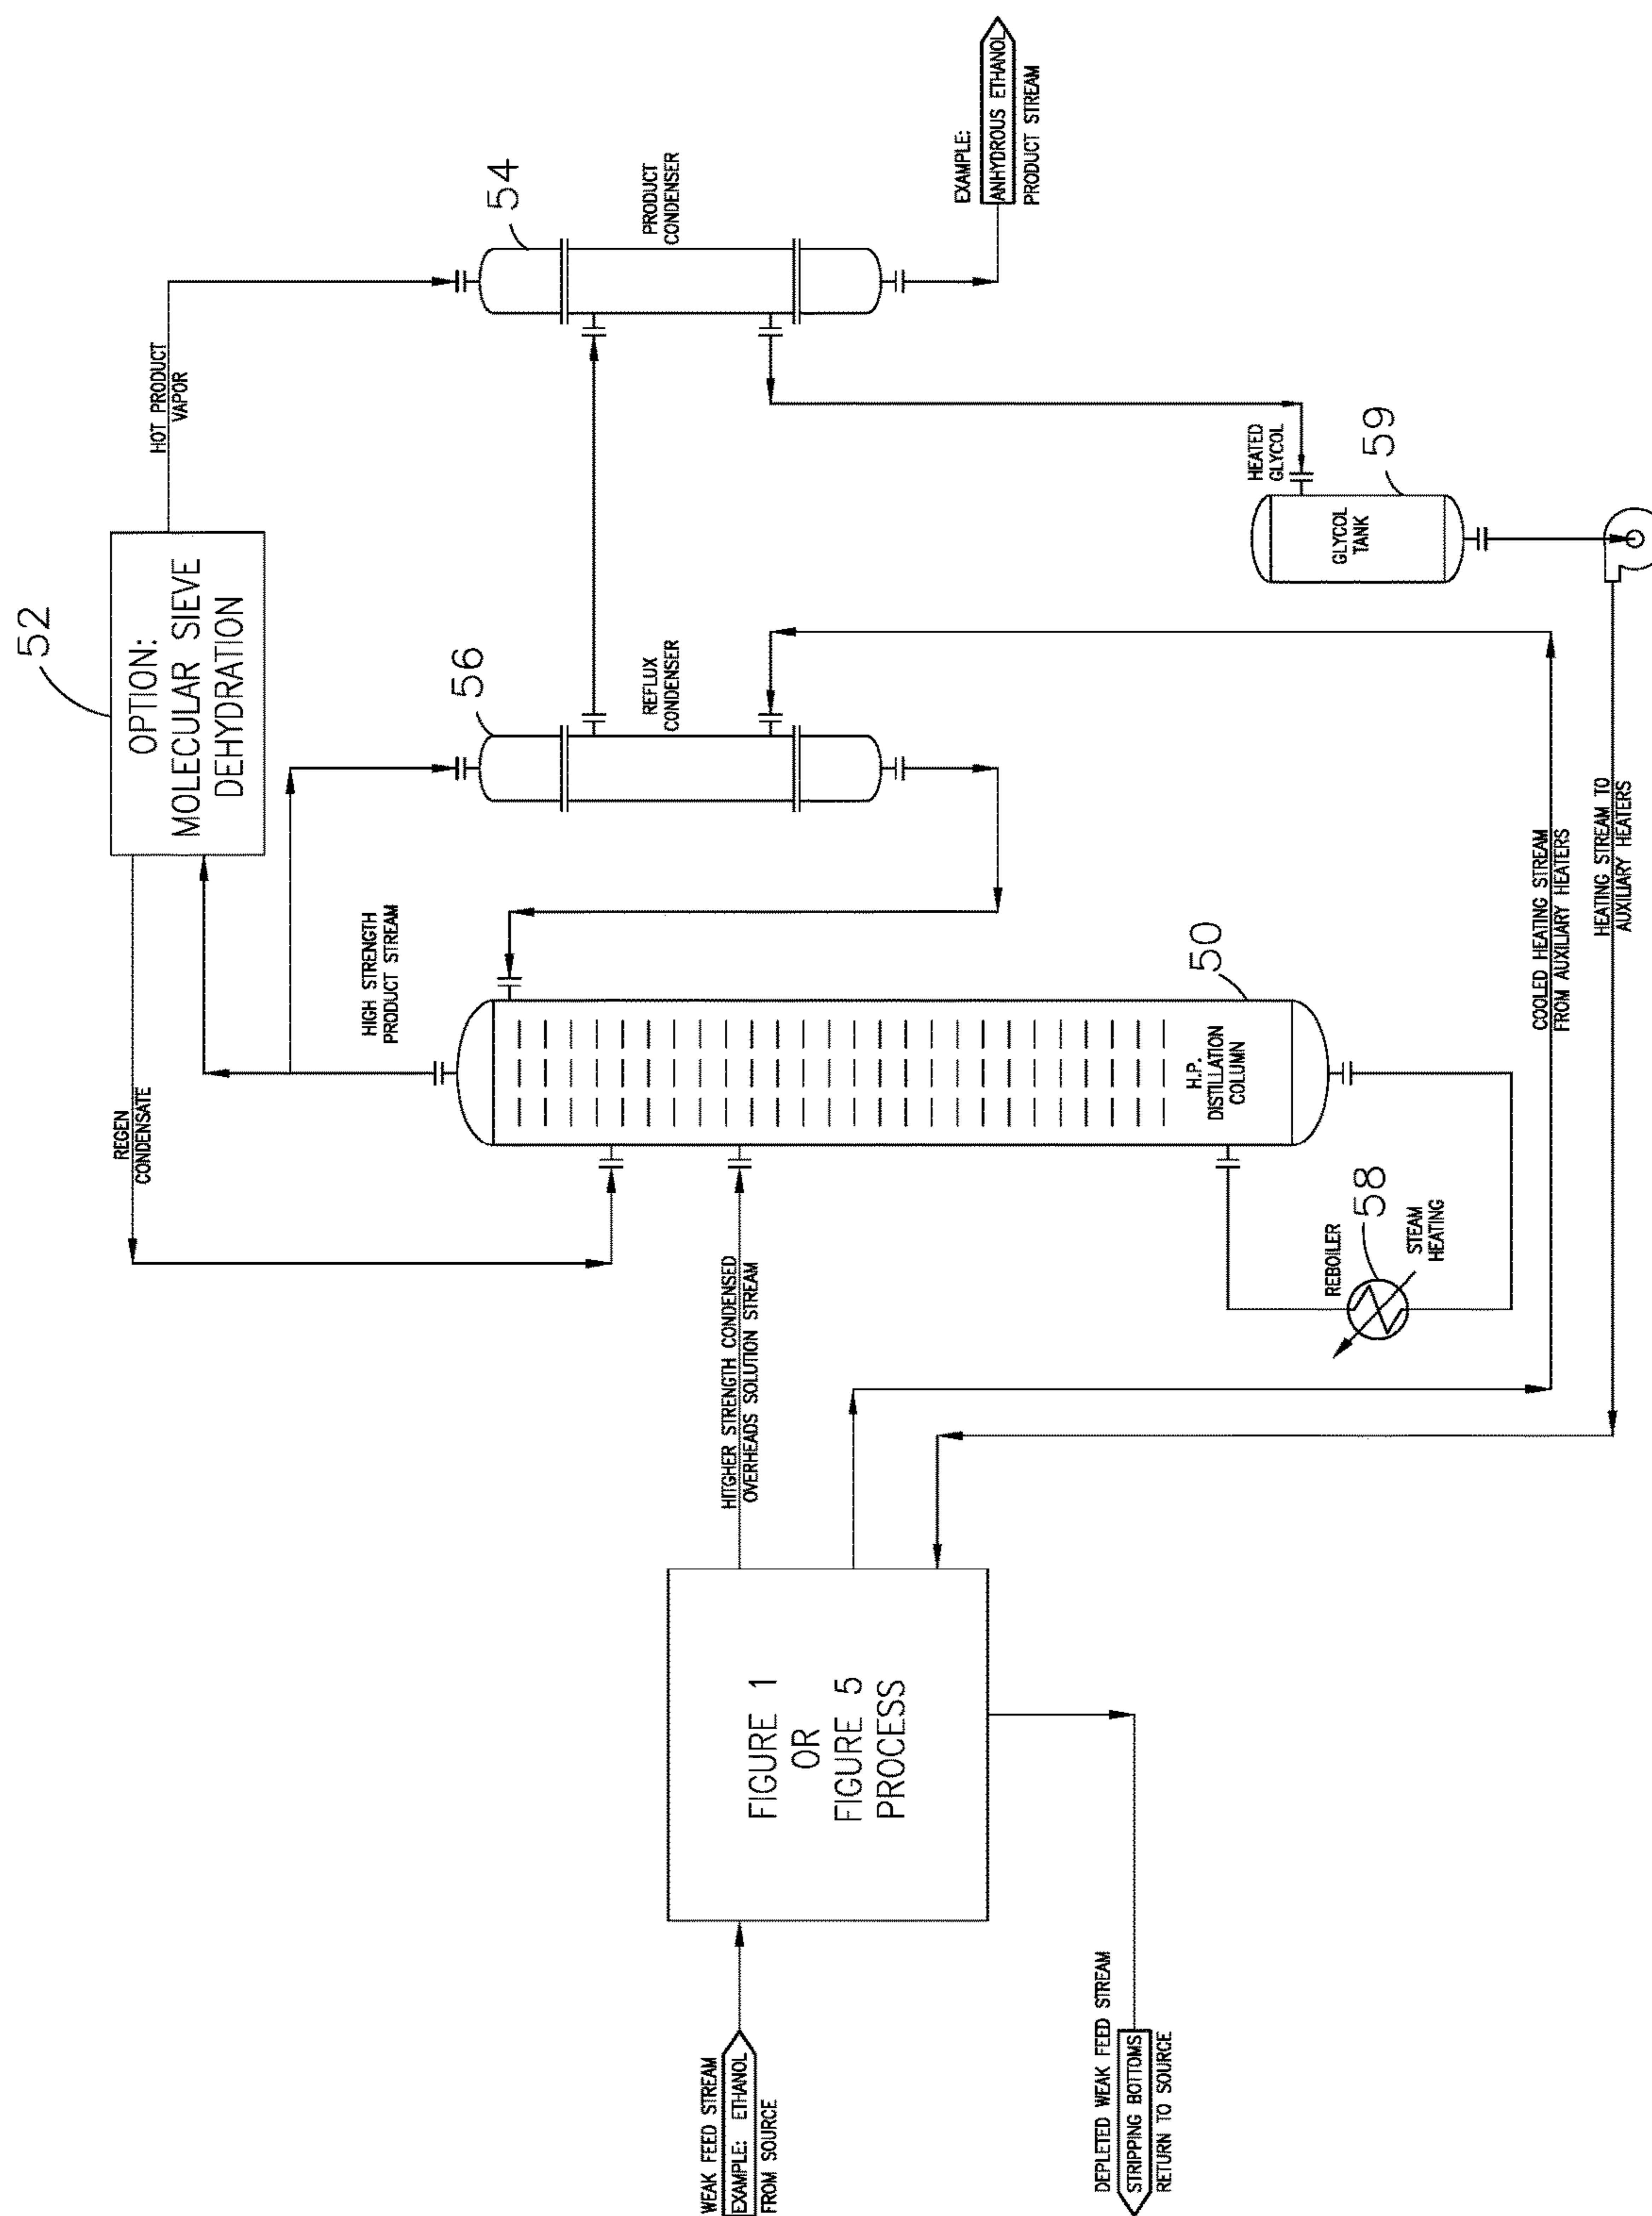 WEAK FEED STREAM
EXAMPLE: ETHANOL
FROM SOURCE
DEPLETED WEAK FEED STREAM
STRIPPING BOTTOMS
RETURN TO SOURCE
FIGURE 1
OR
FIGURE 5
PROCESS
HITGHER STRENGTH CONDENSED
OVERHEADS SOLUTION STREAM
REGEN
CONDENSATE
HIGH STRENGTH
PRODUCT STREAM
H.P.
DISTILLATION
COLUMN
50
REBOILER
58
STEAM
HEATING
52
OPTION:
MOLECULAR SIEVE
DEHYDRATION
56
REFLUX
CONDENSER
COOLED HEATING STREAM
FROM AUXILIARY HEATERS
HEATING STREAM TO
AUXILIARY HEATERS
HOT PRODUCT
VAPOR
54
PRODUCT
CONDENSER
HEATED
GLYCOL
GLYCOL
TANK
59
EXAMPLE:
ANHYDROUS ETHANOL
PRODUCT STREAM